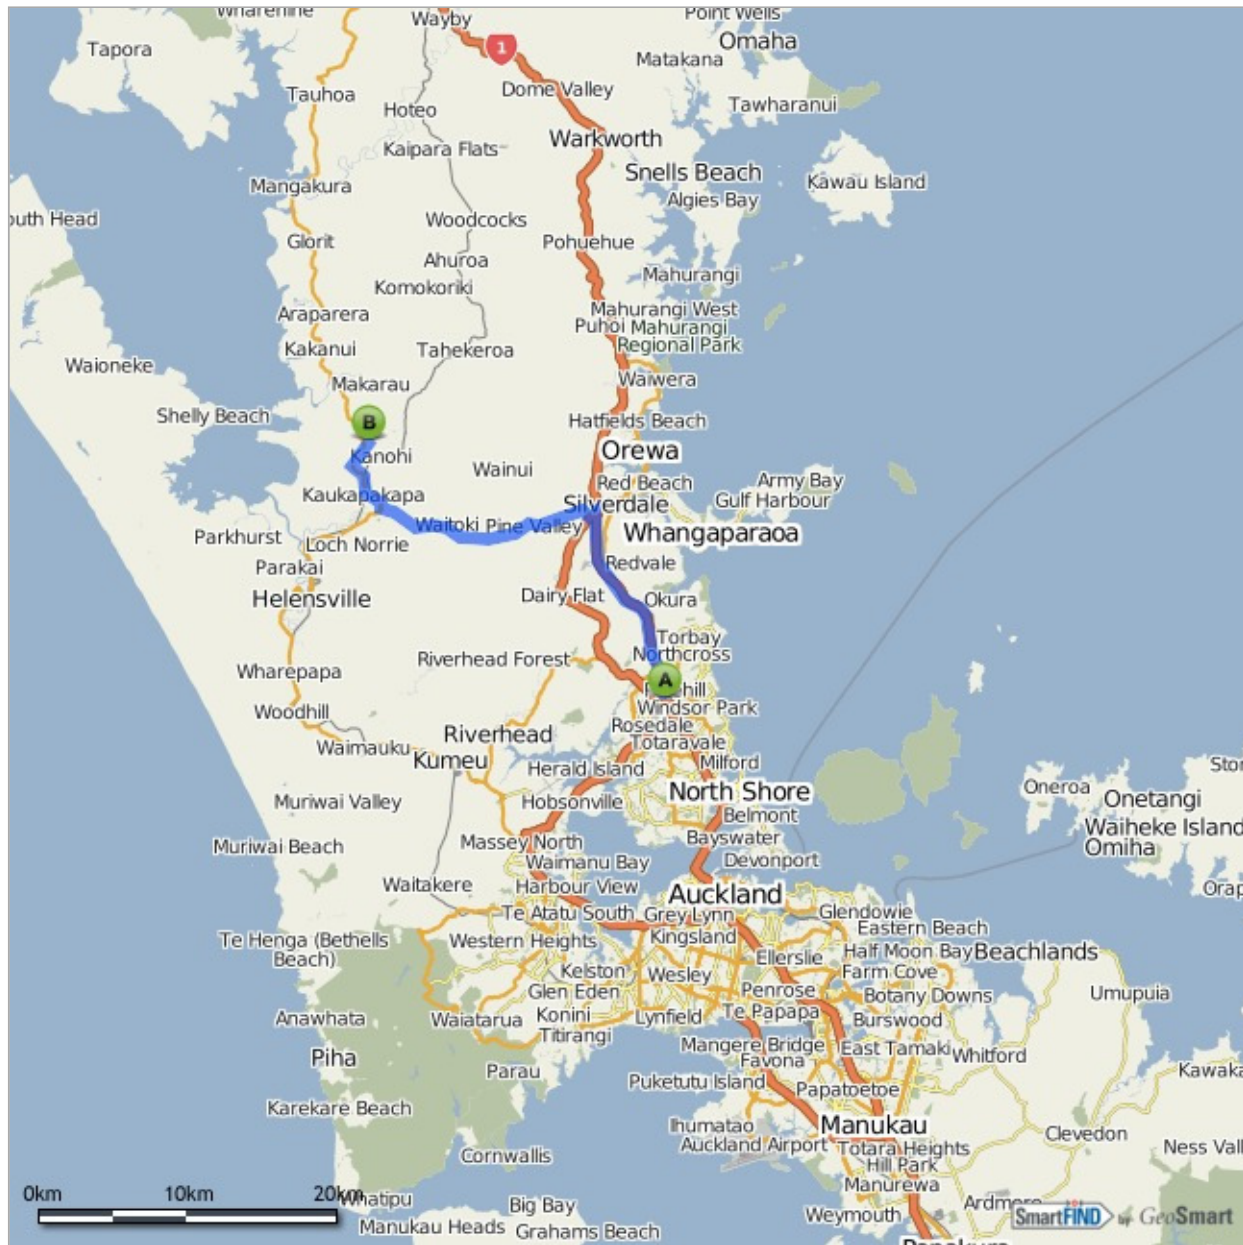 Wharehine
Wayby
Point Wells
Tapora
1
Omaha
Matakana
Tauhoa
Dome Valley
Hoteo
Tawharanui
Kaipara Flats
Warkworth
Snells Beach
Mangakura
Kawau Island
Algies Bay
outh Head
Woodcocks
Glorit
Pohuehue
Ahuroa
Mahurangi
Komokoriki
Araparera
Mahurangi West
Puhoi
Mahurangi
Regional Park
Kakanui
Tahekeroa
Waioneke
Makarau
Waiwera
Shelly Beach
B
Hatfields Beach
Kanohi
Orewa
Wainui
Red Beach
Army Bay
Kaukapakapa
Gulf Harbour
Silverdale
Waitoki
Pine Valley
Whangaparaoa
Parkhurst
Loch Norrie
Redvale
Parakai
Helensville
Dairy Flat
Okura
Torbay
Northcross
Riverhead Forest
Wharepapa
A
Windsor Park
Woodhill
Rosedale
Riverhead
Totaravale
Waimauku
Kumeu
Milford
Herald Island
Muriwai Valley
Hobsonville
North Shore
Oneroa
Onetangi
Belmont
Waiheke Island
Omiha
Muriwai Beach
Massey North
Bayswater
Waimanu Bay
Devonport
Waitakere
Harbour View
Auckland
Te Atatu South
Grey Lynn
Glendowie
Eastern Beach
Te Henga (Bethells
Beach)
Western Heights
Kingsland
Half Moon Bay
Beachlands
Ellerslie
Kelston
Wesley
Farm Cove
Glen Eden
Penrose
Botany Downs
Umupuia
Anawhata
Waiatarua
Konini
Lynfield
Te Papapa
Burswood
Titirangi
Mangere Bridge
East Tamaki
Whitford
Piha
Favona
Parau
Puketutu Island
Papatoetoe
Karekare Beach
Ihumatao
Manukau
Auckland Airport
Clevedon
Totara Heights
Ness Vall
Cornwallis
Hill Park
Manurewa
0km
10km
20km
Whatipu
Big Bay
Manukau Heads
Grahams Beach
Weymouth
SmartFIND by GeoSmart